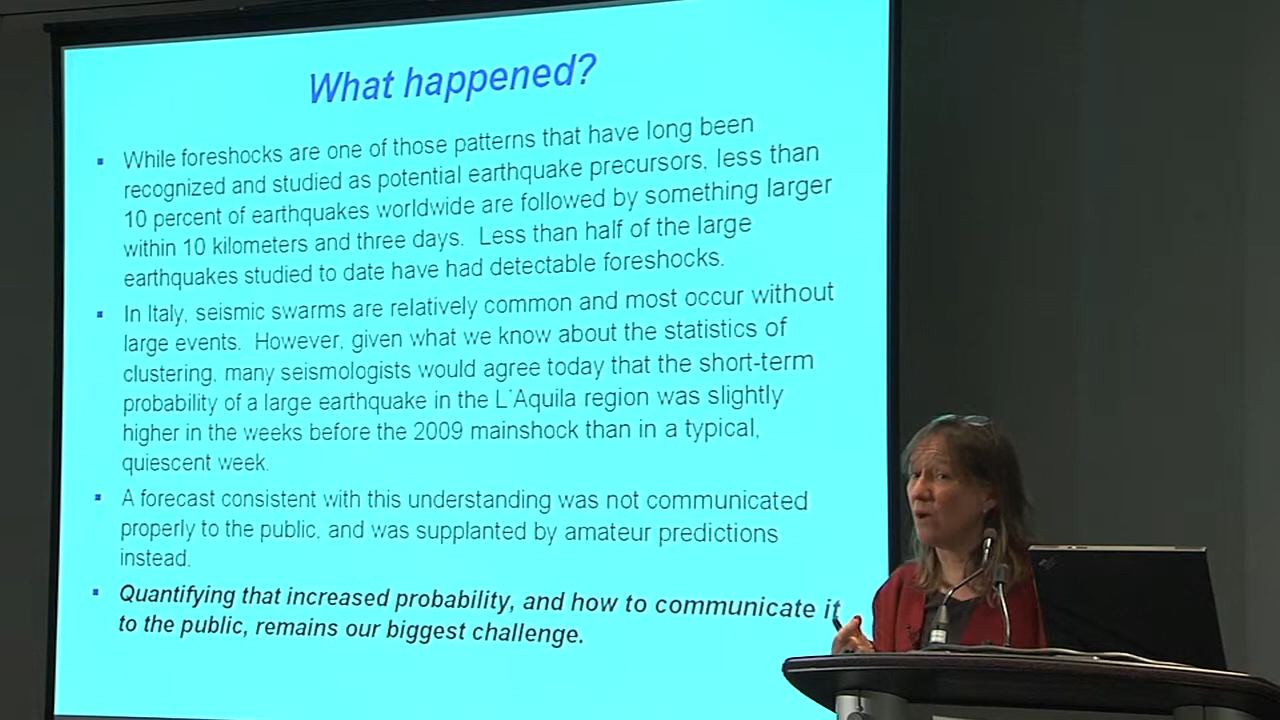 What happened?
While foreshocks are one of those patterns that have long been
recognized and studied as potential earthquake precursors, less than
10 percent of earthquakes worldwide are followed by something larger
within 10 kilometers and three days. Less than half of the large
earthquakes studied to date have had detectable foreshocks.
In Italy, seismic swarms are relatively common and most occur without
large events. However, given what we know about the statistics of
clustering, many seismologists would agree today that the short-term
probability of a large earthquake in the L'Aquila region was slightly
higher in the weeks before the 2009 mainshock than in a typical,
quiescent week.
A forecast consistent with this understanding was not communicated
properly to the public, and was supplanted by amateur predictions
instead.
Quantifying that increased probability, and how to communicate it
to the public, remains our biggest challenge.